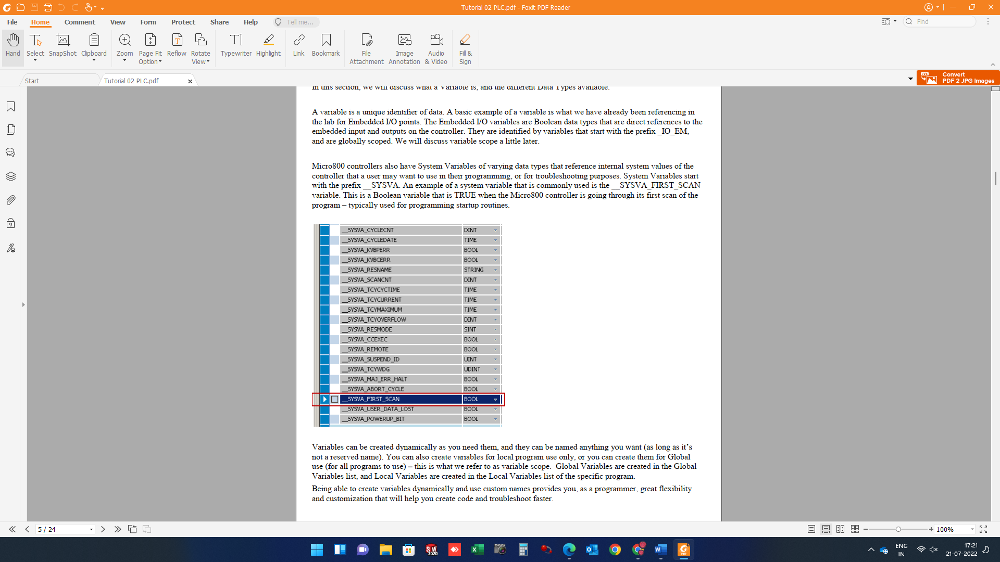 Tutorial 02 PLC.pdf - Foxit PDF Reader
File Home Comment View Form Protect Share Help Tell me... Find
Hand Select SnapShot Clipboard Zoom Page Fit Option Reflow Rotate View Typewriter Highlight Link Bookmark File Attachment Image Annotation Audio & Video Fill & Sign
Start Tutorial 02 PLC.pdf
Convert
PDF 2 JPG Images
In this section, we will discuss what a Variable is, and the different Data Types available.
A variable is a unique identifier of data. A basic example of a variable is what we have already been referencing in
the lab for Embedded I/O points. The Embedded I/O variables are Boolean data types that are direct references to the
embedded input and outputs on the controller. They are identified by variables that start with the prefix _IO_EM,
and are globally scoped. We will discuss variable scope a little later.
Micro800 controllers also have System Variables of varying data types that reference internal system values of the
controller that a user may want to use in their programming, or for troubleshooting purposes. System Variables start
with the prefix __SYSVA. An example of a system variable that is commonly used is the __SYSVA_FIRST_SCAN
variable. This is a Boolean variable that is TRUE when the Micro800 controller is going through its first scan of the
program – typically used for programming startup routines.
__SYSVA_CYCLECNT DINT
__SYSVA_CYCLEDATE TIME
__SYSVA_KVBPERR BOOL
__SYSVA_KVBCERR BOOL
__SYSVA_RESNAME STRING
__SYSVA_SCANCNT DINT
__SYSVA_TCYCYCTIME TIME
__SYSVA_TCYCURRENT TIME
__SYSVA_TCYMAXIMUM TIME
__SYSVA_TCYOVERFLOW DINT
__SYSVA_RESMODE SINT
__SYSVA_CCEXEC BOOL
__SYSVA_REMOTE BOOL
__SYSVA_SUSPEND_ID UINT
__SYSVA_TCYWDG UDINT
__SYSVA_MAJ_ERR_HALT BOOL
__SYSVA_ABORT_CYCLE BOOL
__SYSVA_FIRST_SCAN BOOL
__SYSVA_USER_DATA_LOST BOOL
__SYSVA_POWERUP_BIT BOOL
Variables can be created dynamically as you need them, and they can be named anything you want (as long as it’s
not a reserved name). You can also create variables for local program use only, or you can create them for Global
use (for all programs to use) – this is what we refer to as variable scope.  Global Variables are created in the Global
Variables list, and Local Variables are created in the Local Variables list of the specific program.
Being able to create variables dynamically and use custom names provides you, as a programmer, great flexibility
and customization that will help you create code and troubleshoot faster.
5 / 24 100%
ENG
IN
17:21
21-07-2022